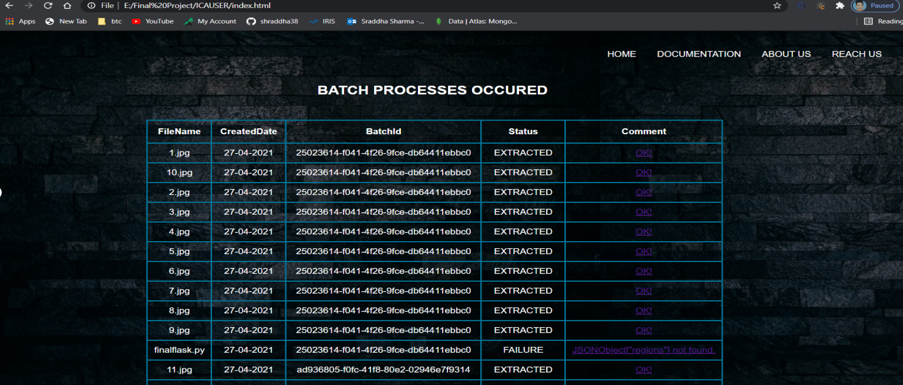 File E:/Final%20Project/ICAUSER/index.html Paused
Apps New Tab btc YouTube My Account shraddha38 IRIS Sraddha Sharma -... Data | Atlas: Mongo... Reading
HOME DOCUMENTATION ABOUT US REACH US
BATCH PROCESSES OCCURED
FileName CreatedDate BatchId Status Comment
1.jpg 27-04-2021 25023614-f041-4f26-9fce-db64411ebbc0 EXTRACTED OK!
10.jpg 27-04-2021 25023614-f041-4f26-9fce-db64411ebbc0 EXTRACTED OK!
2.jpg 27-04-2021 25023614-f041-4f26-9fce-db64411ebbc0 EXTRACTED OK!
3.jpg 27-04-2021 25023614-f041-4f26-9fce-db64411ebbc0 EXTRACTED OK!
4.jpg 27-04-2021 25023614-f041-4f26-9fce-db64411ebbc0 EXTRACTED OK!
5.jpg 27-04-2021 25023614-f041-4f26-9fce-db64411ebbc0 EXTRACTED OK!
6.jpg 27-04-2021 25023614-f041-4f26-9fce-db64411ebbc0 EXTRACTED OK!
7.jpg 27-04-2021 25023614-f041-4f26-9fce-db64411ebbc0 EXTRACTED OK!
8.jpg 27-04-2021 25023614-f041-4f26-9fce-db64411ebbc0 EXTRACTED OK!
9.jpg 27-04-2021 25023614-f041-4f26-9fce-db64411ebbc0 EXTRACTED OK!
finalflask.py 27-04-2021 25023614-f041-4f26-9fce-db64411ebbc0 FAILURE JSONObject["regions"] not found.
11.jpg 27-04-2021 ad936805-f0fc-41f8-80e2-02946e7f9314 EXTRACTED OK!